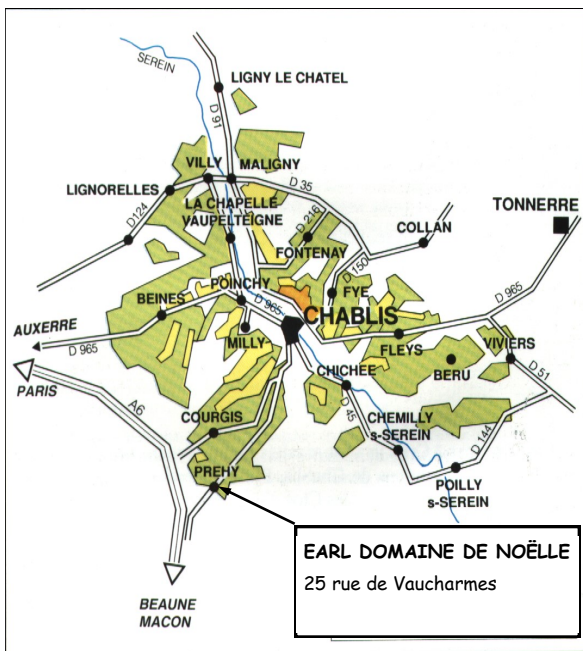 SEREIN
LIGNY LE CHATEL
D 91
VILLY
MALIGNY
LIGNORELLES
D 35
LA CHAPELLE
VAUPELTEIGNE
D124
D 216
TONNERRE
COLLAN
FONTENAY
D 150
POINCHY
FYE
BEINES
D 965
CHABLIS
D 965
AUXERRE
D 965
MILLY
FLEYS
VIVIERS
BERU
PARIS
CHICHEE
D 51
A6
D 45
COURGIS
CHEMILLY
s-SEREIN
D 144
PREHY
POILLY
s-SEREIN
EARL DOMAINE DE NOËLLE
25 rue de Vaucharmes
BEAUNE
MACON